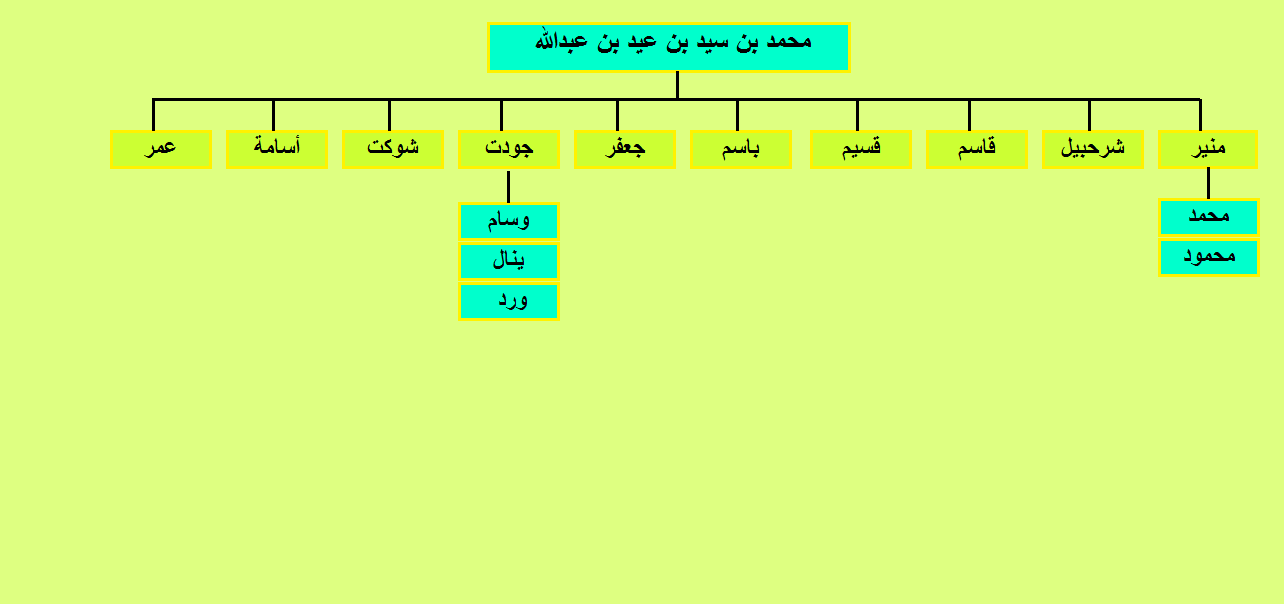 محمد بن سيد بن عيد بن عبدالله
منير
شرحبيل
قاسم
قسيم
باسم
جعفر
جودت
شوكت
أسامة
عمر
محمد
محمود
وسام
ينال
ورد